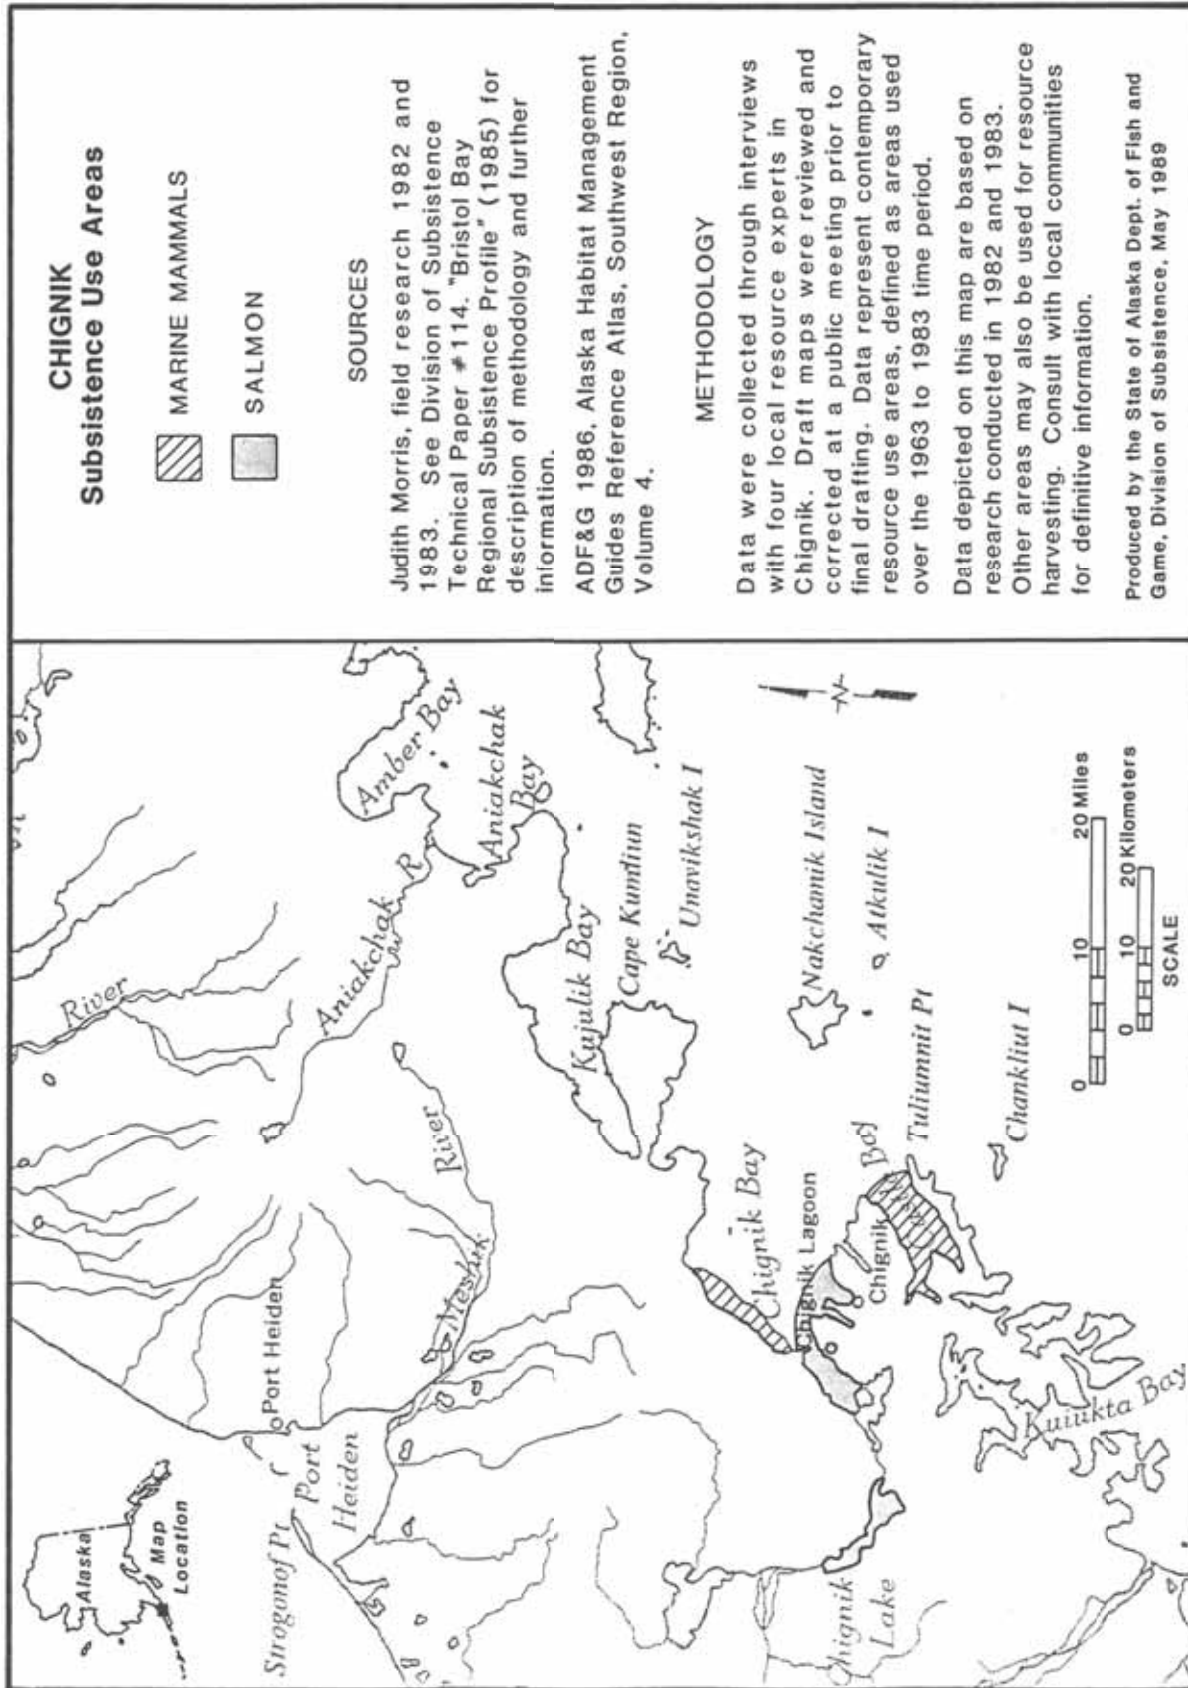 CHIGNIK
Subsistence Use Areas
MARINE MAMMALS
SALMON
SOURCES
Judith Morris, field research 1982 and
1983. See Division of Subsistence
Technical Paper #114. "Bristol Bay
Regional Subsistence Profile" (1985) for
description of methodology and further
information.
ADF&G 1986, Alaska Habitat Management
Guides Reference Atlas, Southwest Region,
Volume 4.
METHODOLOGY
Data were collected through interviews
with four local resource experts in
Chignik. Draft maps were reviewed and
corrected at a public meeting prior to
final drafting. Data represent contemporary
resource use areas, defined as areas used
over the 1963 to 1983 time period.
Data depicted on this map are based on
research conducted in 1982 and 1983.
Other areas may also be used for resource
harvesting. Consult with local communities
for definitive information.
Produced by the State of Alaska Dept. of Fish and
Game, Division of Subsistence, May 1989
Alaska
Map
Location
Strogonof Pt
Port
Heiden
Port Heiden
River
Aniakchak R
Meshik
River
Amber Bay
Aniakchak
Bay
Kujulik Bay
Cape Kumliun
Unavikshak I
Nakchamik Island
Atkulik I
Chignik Bay
Chignik Lagoon
Chignik
Tuliumnit Pt
Chankliut I
Kuiukta Bay
Chignik
Lake
N
0 10 20 Miles
0 10 20 Kilometers
SCALE